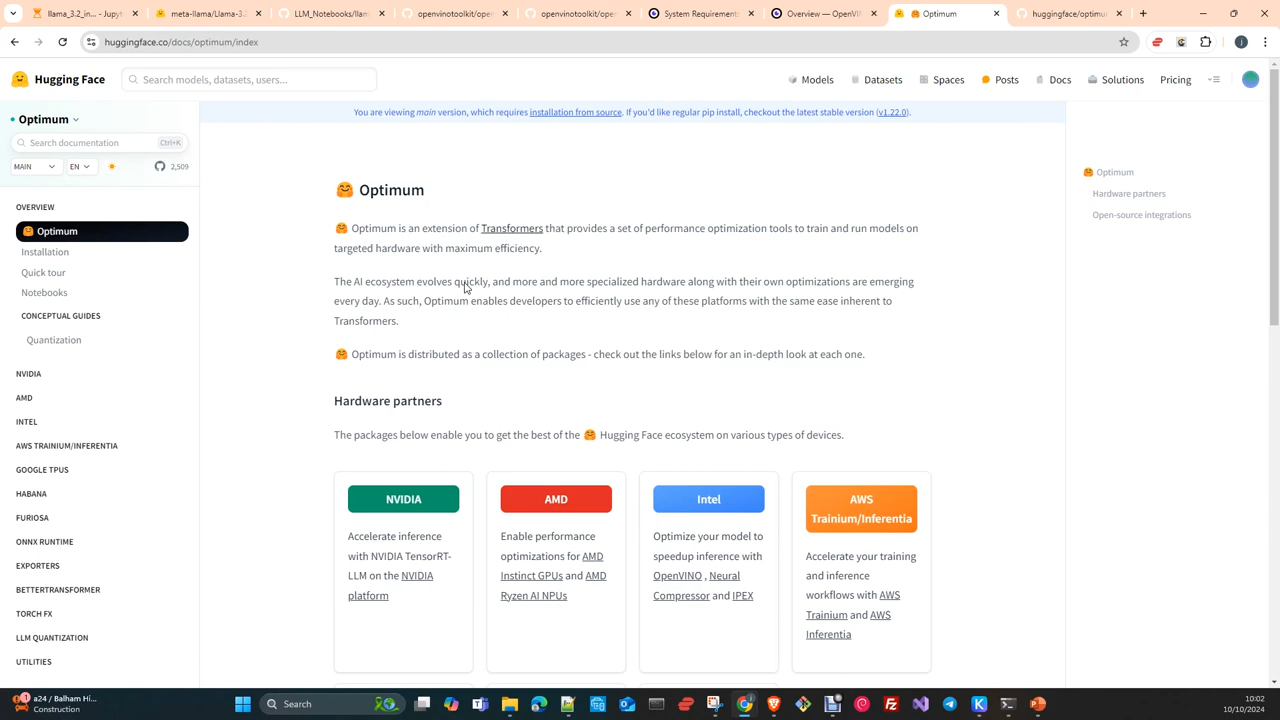 llama_3.2_in... - Jupyte
meta-llama/Llama-3.2
LLM_Notebooks/llam
openvinotoolkit/open
openvinotoolkit/open
System Requirements
Overview — OpenVIN
Optimum
huggingface/optimum
huggingface.co/docs/optimum/index
Hugging Face
Search models, datasets, users...
Models
Datasets
Spaces
Posts
Docs
Solutions
Pricing
Optimum
Search documentation
Ctrl+K
MAIN
EN
2,509
OVERVIEW
Optimum
Installation
Quick tour
Notebooks
CONCEPTUAL GUIDES
Quantization
NVIDIA
AMD
INTEL
AWS TRAINIUM/INFERENTIA
GOOGLE TPUS
HABANA
FURIOSA
ONNX RUNTIME
EXPORTERS
BETTERTRANSFORMER
TORCH FX
LLM QUANTIZATION
UTILITIES
You are viewing main version, which requires installation from source. If you'd like regular pip install, checkout the latest stable version (v1.22.0).
Optimum
Optimum is an extension of Transformers that provides a set of performance optimization tools to train and run models on
targeted hardware with maximum efficiency.
The AI ecosystem evolves quickly, and more and more specialized hardware along with their own optimizations are emerging
every day. As such, Optimum enables developers to efficiently use any of these platforms with the same ease inherent to
Transformers.
Optimum is distributed as a collection of packages - check out the links below for an in-depth look at each one.
Hardware partners
The packages below enable you to get the best of the 🤗 Hugging Face ecosystem on various types of devices.
NVIDIA
Accelerate inference
with NVIDIA TensorRT-
LLM on the NVIDIA
platform
AMD
Enable performance
optimizations for AMD
Instinct GPUs and AMD
Ryzen AI NPUs
Intel
Optimize your model to
speedup inference with
OpenVINO , Neural
Compressor and IPEX
AWS
Trainium/Inferentia
Accelerate your training
and inference
workflows with AWS
Trainium and AWS
Inferentia
Optimum
Hardware partners
Open-source integrations
a24 / Balham Hi...
Construction
Search
10:02
10/10/2024